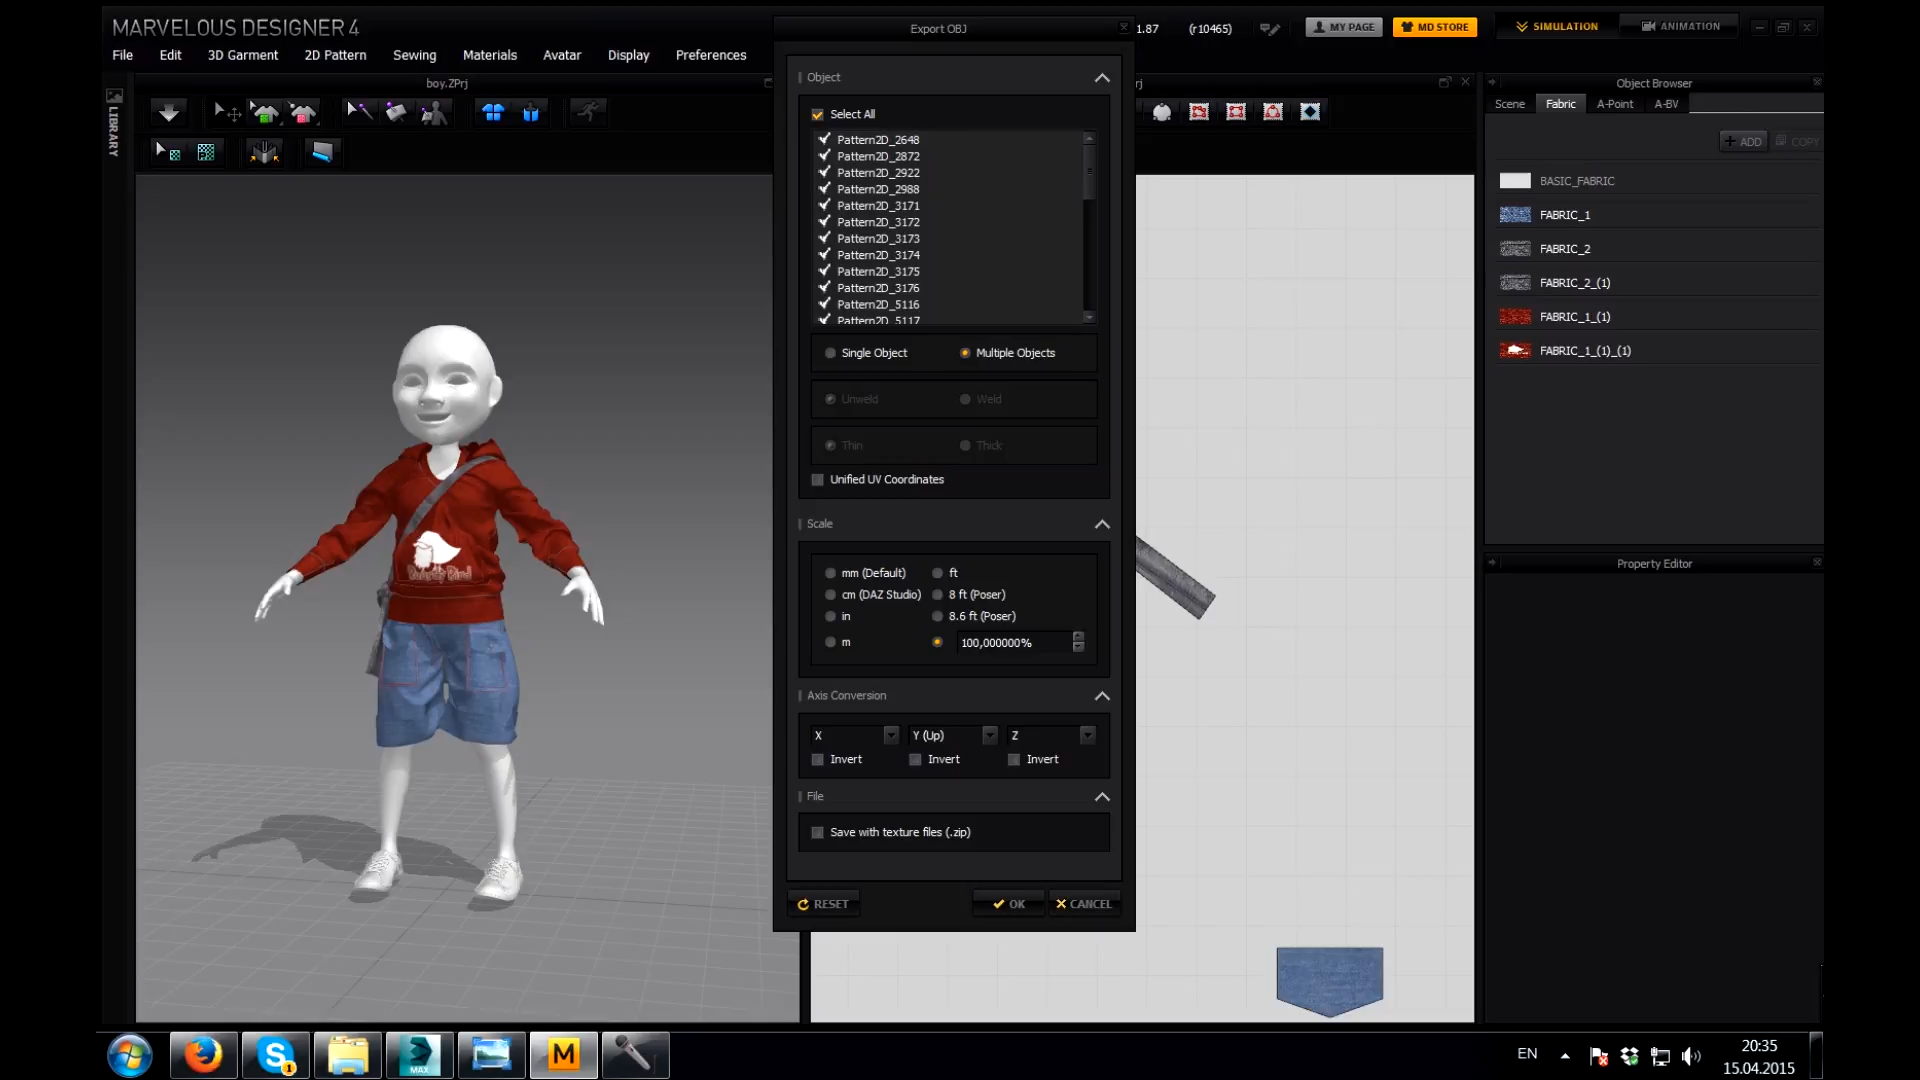 MARVELOUS DESIGNER 4
Export OBJ
1.87
(r10465)
MY PAGE
MD STORE
SIMULATION
ANIMATION
File
Edit
3D Garment
2D Pattern
Sewing
Materials
Avatar
Display
Preferences
boy.ZPrj
rj
Object Browser
LIBRARY
Scene
Fabric
A-Point
A-BV
ADD
COPY
BASIC_FABRIC
FABRIC_1
FABRIC_2
FABRIC_2_(1)
FABRIC_1_(1)
FABRIC_1_(1)_(1)
Property Editor
Object
Select All
Pattern2D_2648
Pattern2D_2872
Pattern2D_2922
Pattern2D_2988
Pattern2D_3171
Pattern2D_3172
Pattern2D_3173
Pattern2D_3174
Pattern2D_3175
Pattern2D_3176
Pattern2D_5116
Pattern2D_5117
Single Object
Multiple Objects
Unweld
Weld
Thin
Thick
Unified UV Coordinates
Scale
mm (Default)
ft
cm (DAZ Studio)
8 ft (Poser)
in
8.6 ft (Poser)
m
100,000000%
Axis Conversion
X
Y (Up)
Z
Invert
Invert
Invert
File
Save with texture files (.zip)
RESET
OK
CANCEL
S
1
MAX
M
EN
20:35
15.04.2015